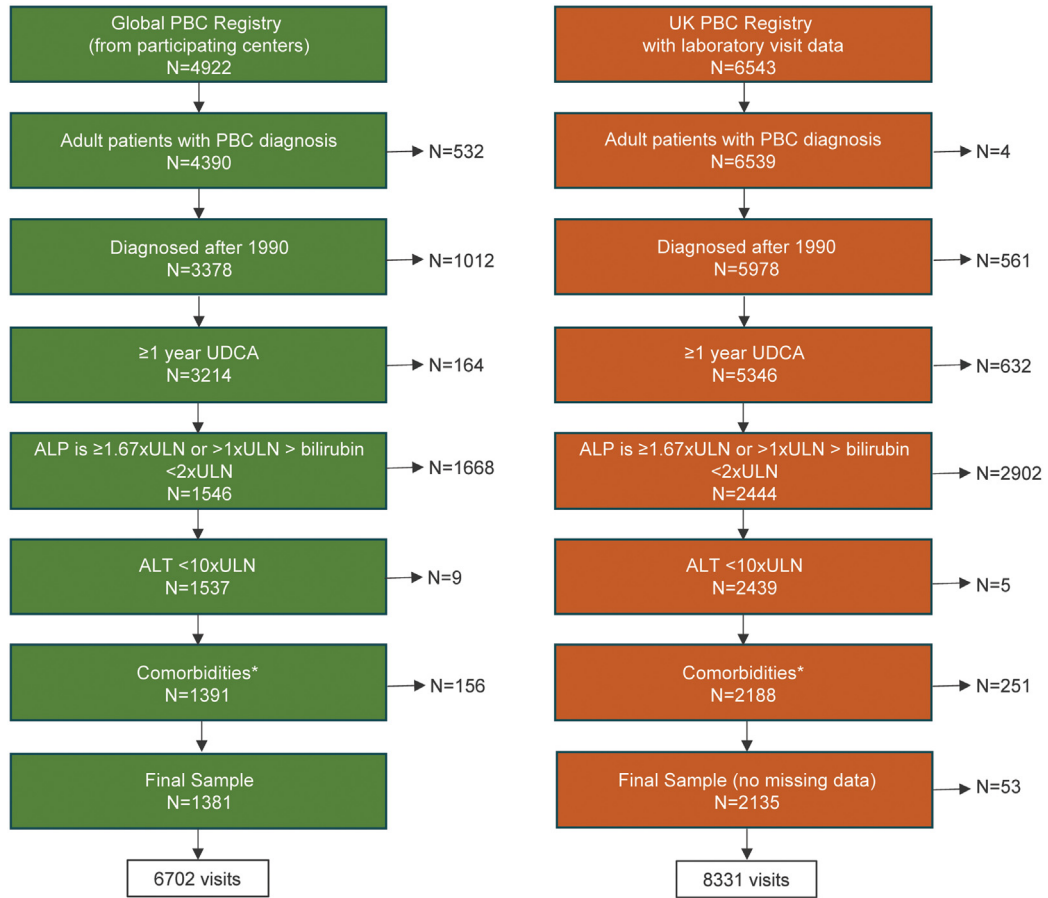 Global PBC Registry
(from participating centers)
N=4922
Adult patients with PBC diagnosis
N=4390
N=532
Diagnosed after 1990
N=3378
N=1012
≥1 year UDCA
N=3214
N=164
ALP is ≥1.67xULN or >1xULN > bilirubin
<2xULN
N=1546
N=1668
ALT <10xULN
N=1537
N=9
Comorbidities*
N=1391
N=156
Final Sample
N=1381
6702 visits
UK PBC Registry
with laboratory visit data
N=6543
Adult patients with PBC diagnosis
N=6539
N=4
Diagnosed after 1990
N=5978
N=561
≥1 year UDCA
N=5346
N=632
ALP is ≥1.67xULN or >1xULN > bilirubin
<2xULN
N=2444
N=2902
ALT <10xULN
N=2439
N=5
Comorbidities*
N=2188
N=251
Final Sample (no missing data)
N=2135
N=53
8331 visits